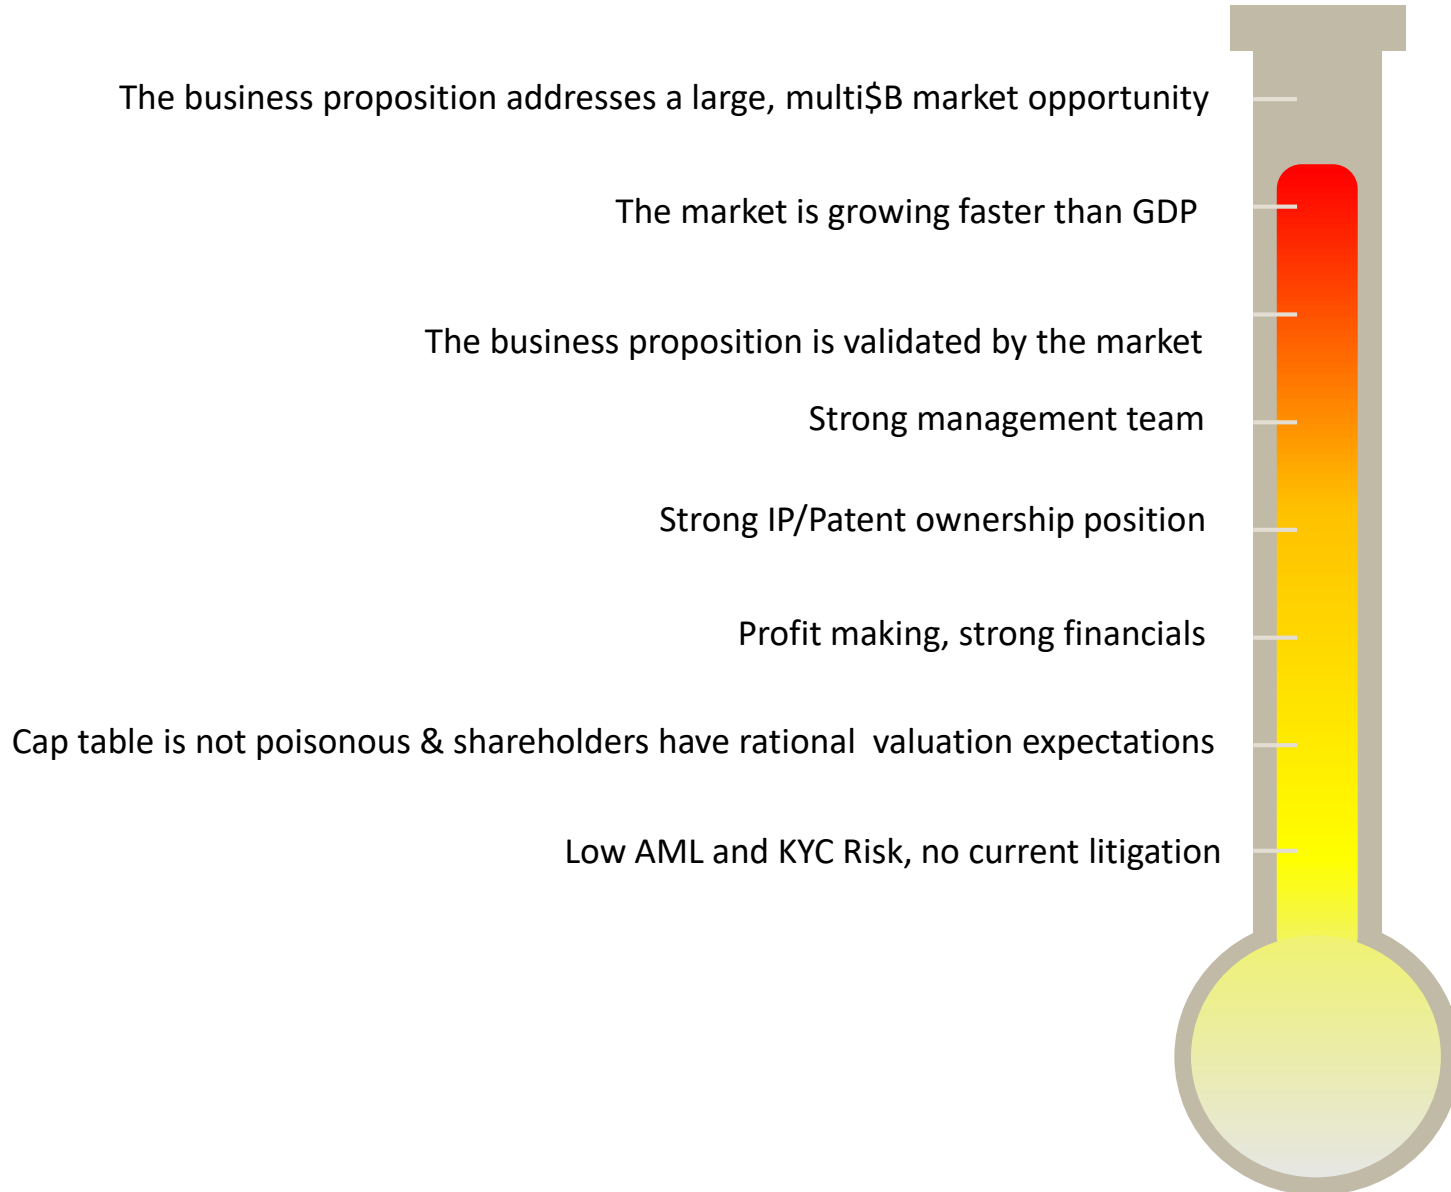 The business proposition addresses a large, multi$B market opportunity
The market is growing faster than GDP
The business proposition is validated by the market
Strong management team
Strong IP/Patent ownership position
Profit making, strong financials
Cap table is not poisonous & shareholders have rational  valuation expectations
Low AML and KYC Risk, no current litigation